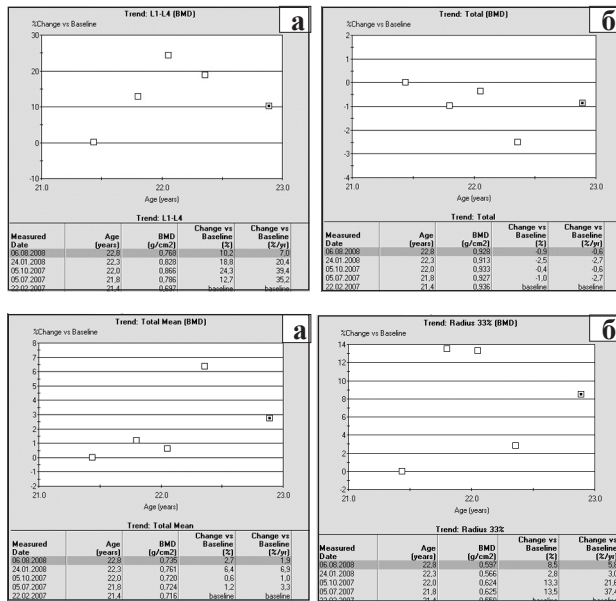 Trend: L1-L4 (BMD)
а
%Change vs Baseline
30
20
10
0
-10
21.0
22.0
23.0
Age (years)
Trend: L1-L4
Measured Date Age (years) BMD (g/cm2) Change vs Baseline (%) Change vs Baseline (%/yr)
06.08.2008 22,8 0,768 10,2 7,0
24.01.2008 22,3 0,828 18,8 20,4
05.10.2007 22,0 0,866 24,3 39,4
05.07.2007 21,8 0,786 12,7 35,2
22.02.2007 21,4 0,697 baseline baseline
Trend: Total (BMD)
б
%Change vs Baseline
2
1
0
-1
-2
-3
-4
21.0
22.0
23.0
Age (years)
Trend: Total
Measured Date Age (years) BMD (g/cm2) Change vs Baseline (%) Change vs Baseline (%/yr)
06.08.2008 22,8 0,928 -0,9 -0,6
24.01.2008 22,3 0,913 -2,5 -2,7
05.10.2007 22,0 0,933 -0,4 -0,6
05.07.2007 21,8 0,927 -1,0 -2,7
22.02.2007 21,4 0,936 baseline baseline
Trend: Total Mean (BMD)
а
%Change vs Baseline
8
7
6
5
4
3
2
1
0
-1
-2
21.0
22.0
23.0
Age (years)
Trend: Total Mean
Measured Date Age (years) BMD (g/cm2) Change vs Baseline (%) Change vs Baseline (%/yr)
06.08.2008 22,8 0,735 2,7 1,9
24.01.2008 22,3 0,761 6,4 6,9
05.10.2007 22,0 0,720 0,6 1,0
05.07.2007 21,8 0,724 1,2 3,3
22.02.2007 21,4 0,716 baseline baseline
Trend: Radius 33% (BMD)
б
%Change vs Baseline
14
12
10
8
6
4
2
0
-2
21.0
22.0
23.0
Age (years)
Trend: Radius 33%
Measured Date Age (years) BMD (g/cm2) Change vs Baseline (%) Change vs Baseline (%/yr)
06.08.2008 22,8 0,597 8,5 5,8
24.01.2008 22,3 0,566 2,8 3,0
05.10.2007 22,0 0,624 13,3 21,6
05.07.2007 21,8 0,625 13,5 37,4